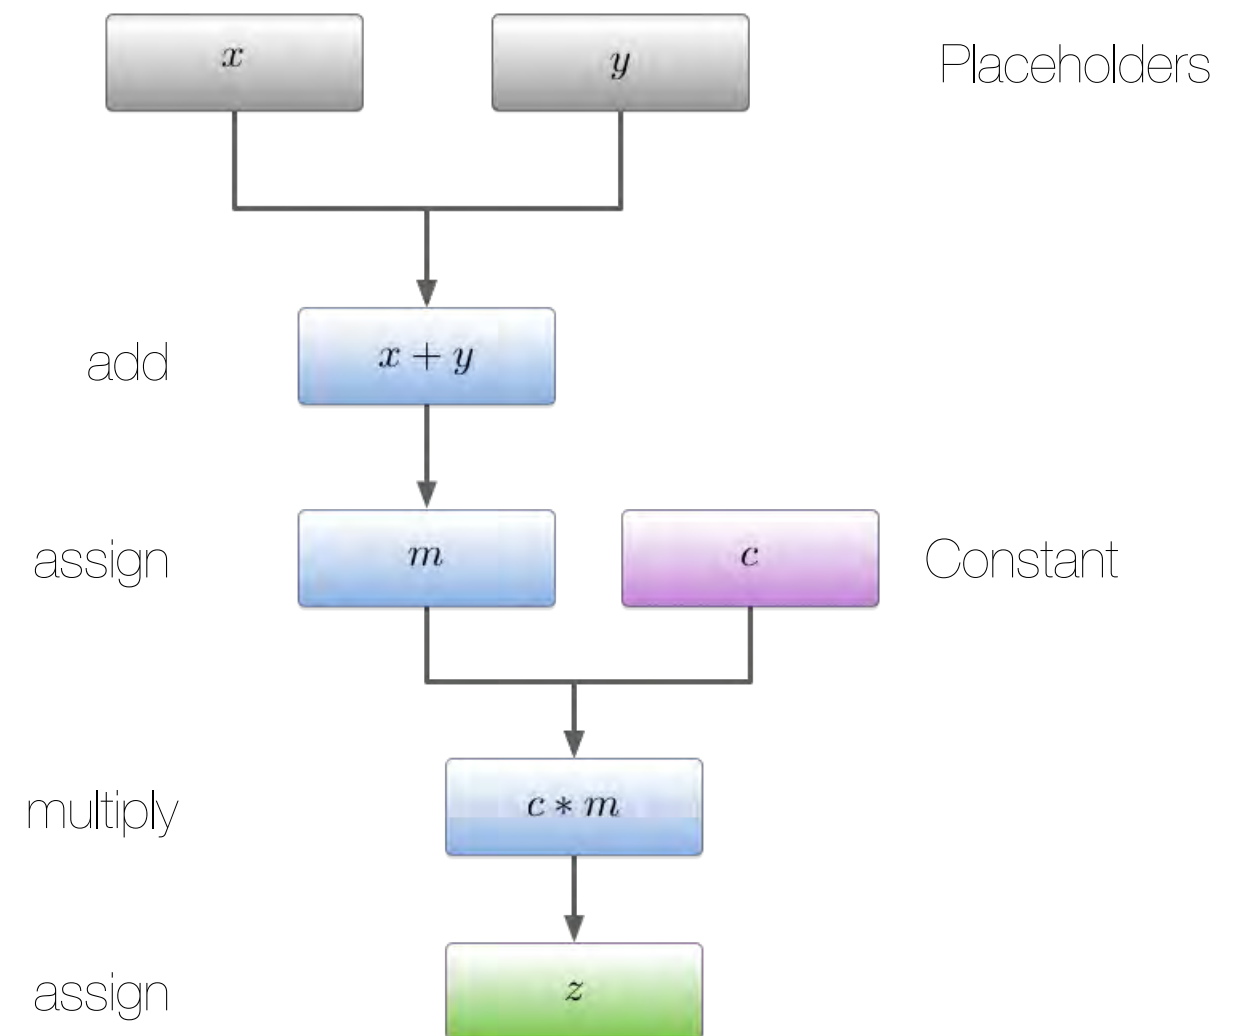 x y Placeholders
add x + y
assign m c Constant
multiply c * m
assign z